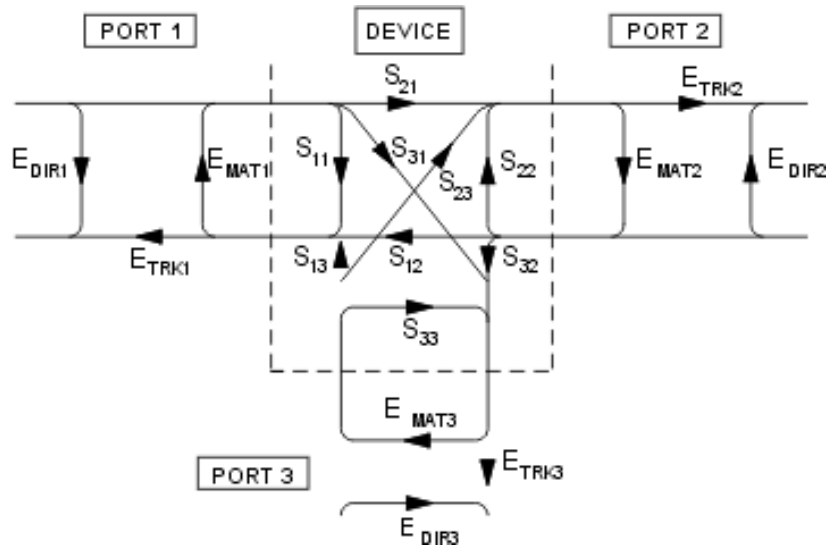 PORT 1
DEVICE
PORT 2
S21
ETRK2
EDIR1
EMAT1
S11
S31
S23
S22
EMAT2
EDIR2
ETRK1
S13
S12
S32
S33
E MAT3
PORT 3
ETRK3
EDIR3